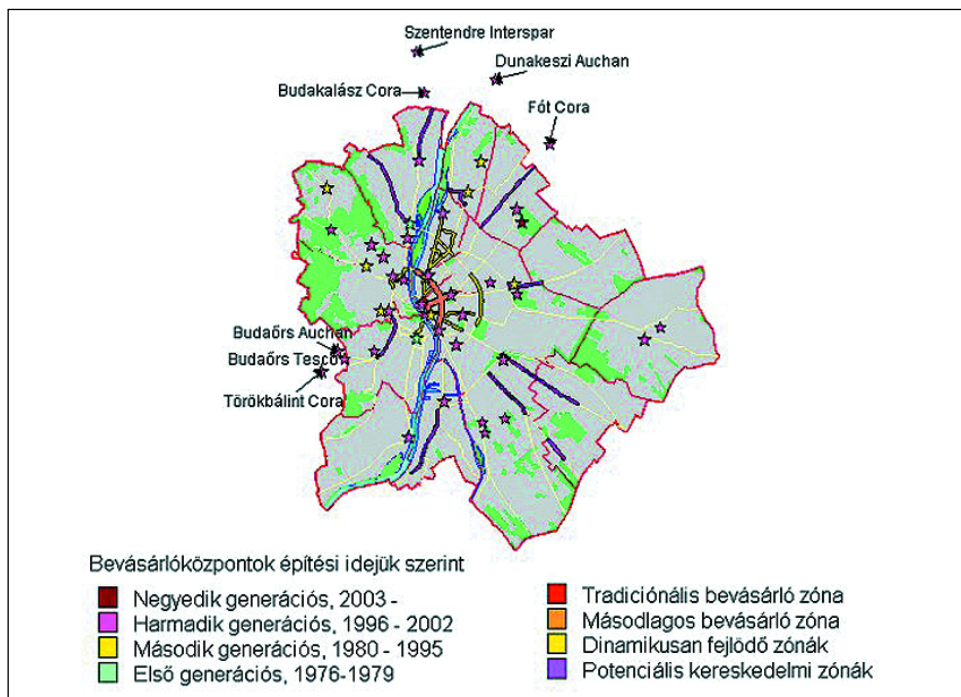 Szentendre Interspar
Dunakeszi Auchan
Budakalász Cora
Fót Cora
Budaőrs Auchan
Budaőrs Tesco
Törökbálint Cora
Bevásárlóközpontok építési idejük szerint
Negyedik generációs, 2003 -
Harmadik generációs, 1996 - 2002
Második generációs, 1980 - 1995
Első generációs, 1976-1979
Tradiciónális bevásárló zóna
Másodlagos bevásárló zóna
Dinamikusan fejlödő zónák
Potenciális kereskedelmi zónák